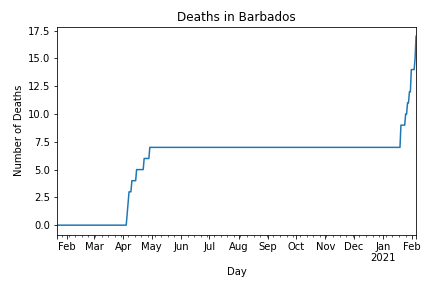 Deaths in Barbados
17.5
15.0
12.5
10.0
7.5
5.0
2.5
0.0
Number of Deaths
Feb Mar Apr May Jun Jul Aug Sep Oct Nov Dec Jan Feb
2021
Day